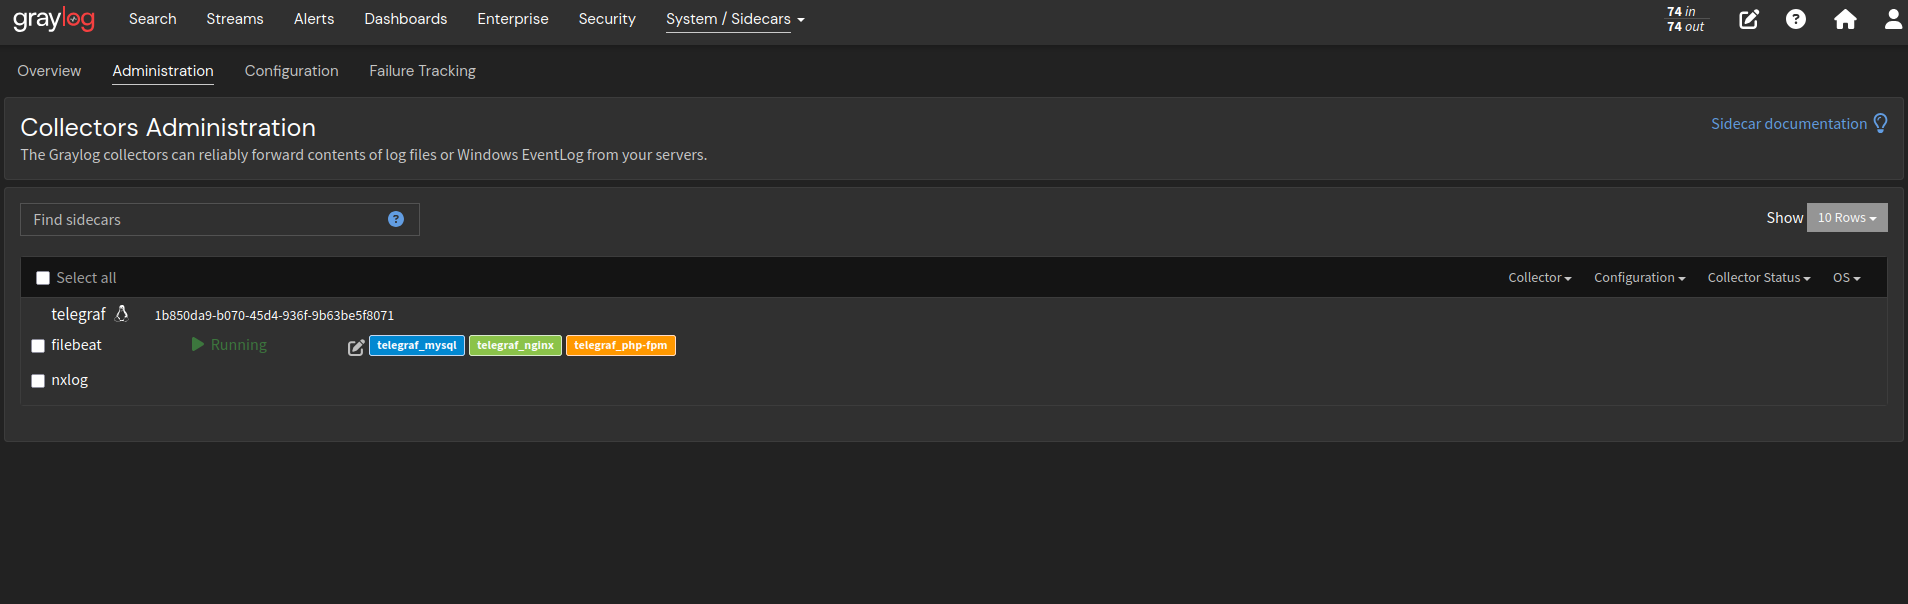 graylog Search Streams Alerts Dashboards Enterprise Security System / Sidecars 74 in
74 out
Overview Administration Configuration Failure Tracking
Collectors Administration
Sidecar documentation
The Graylog collectors can reliably forward contents of log files or Windows EventLog from your servers.
Find sidecars ? Show 10 Rows
Select all Collector Configuration Collector Status OS
telegraf 1b850da9-b070-45d4-936f-9b63be5f8071
filebeat Running telegraf_mysql telegraf_nginx telegraf_php-fpm
nxlog